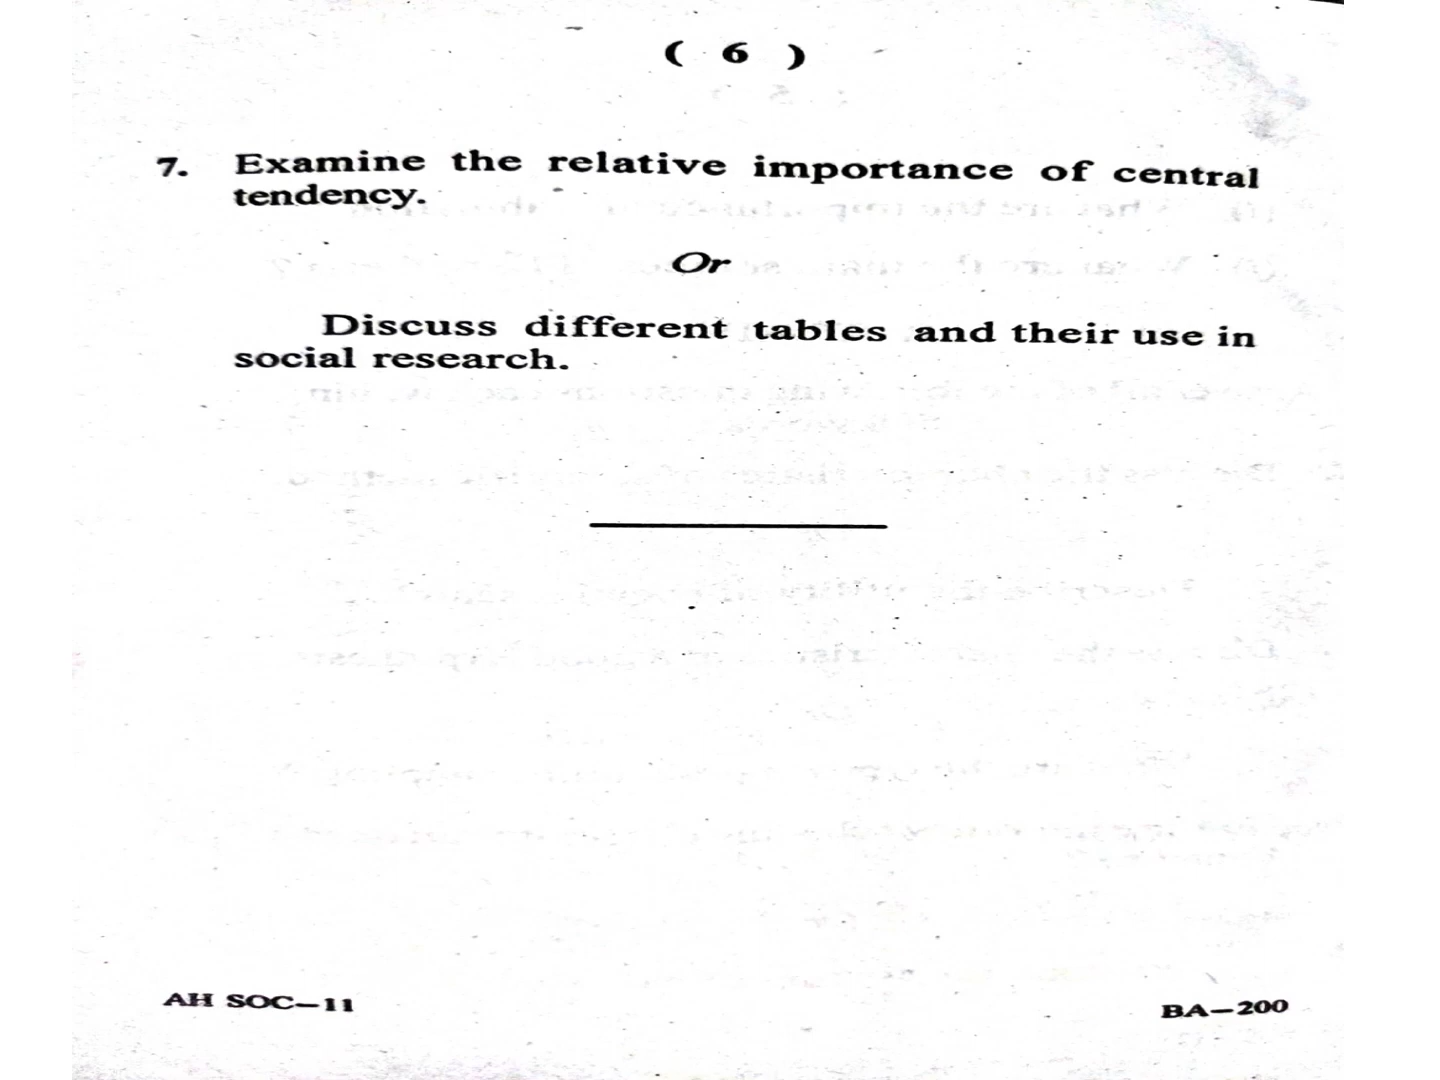 ( 6 )
7. Examine the relative importance of central
tendency.
Or
Discuss different tables and their use in
social research.
AH SOC—11
BA—200